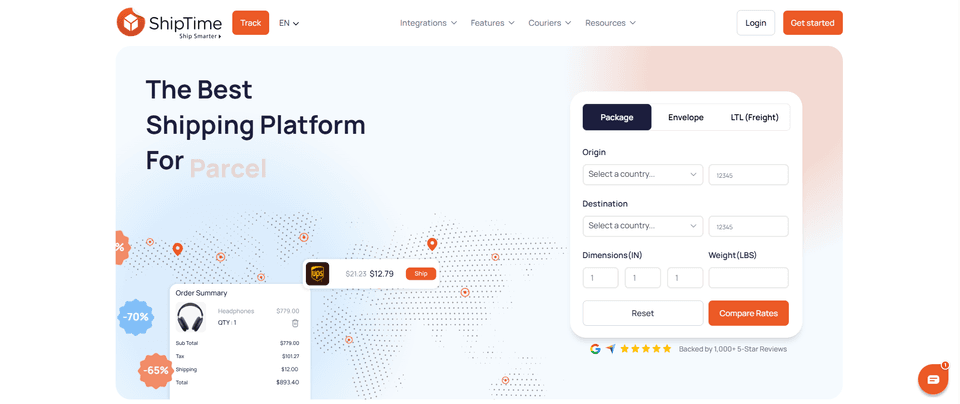 ShipTime
Ship Smarter
Track
EN
Integrations
Features
Couriers
Resources
Login
Get started
The Best
Shipping Platform
For Parcel
Package
Envelope
LTL (Freight)
Origin
Select a country...
12345
Destination
Select a country...
12345
Dimensions(IN)
Weight(LBS)
1
1
1
Reset
Compare Rates
Backed by 1,000+ 5-Star Reviews
%
ups
$21.23
$12.79
Ship
-70%
-65%
Order Summary
Headphones
$779.00
QTY : 1
Sub Total
$779.00
Tax
$101.27
Shipping
$12.00
Total
$893.40
1